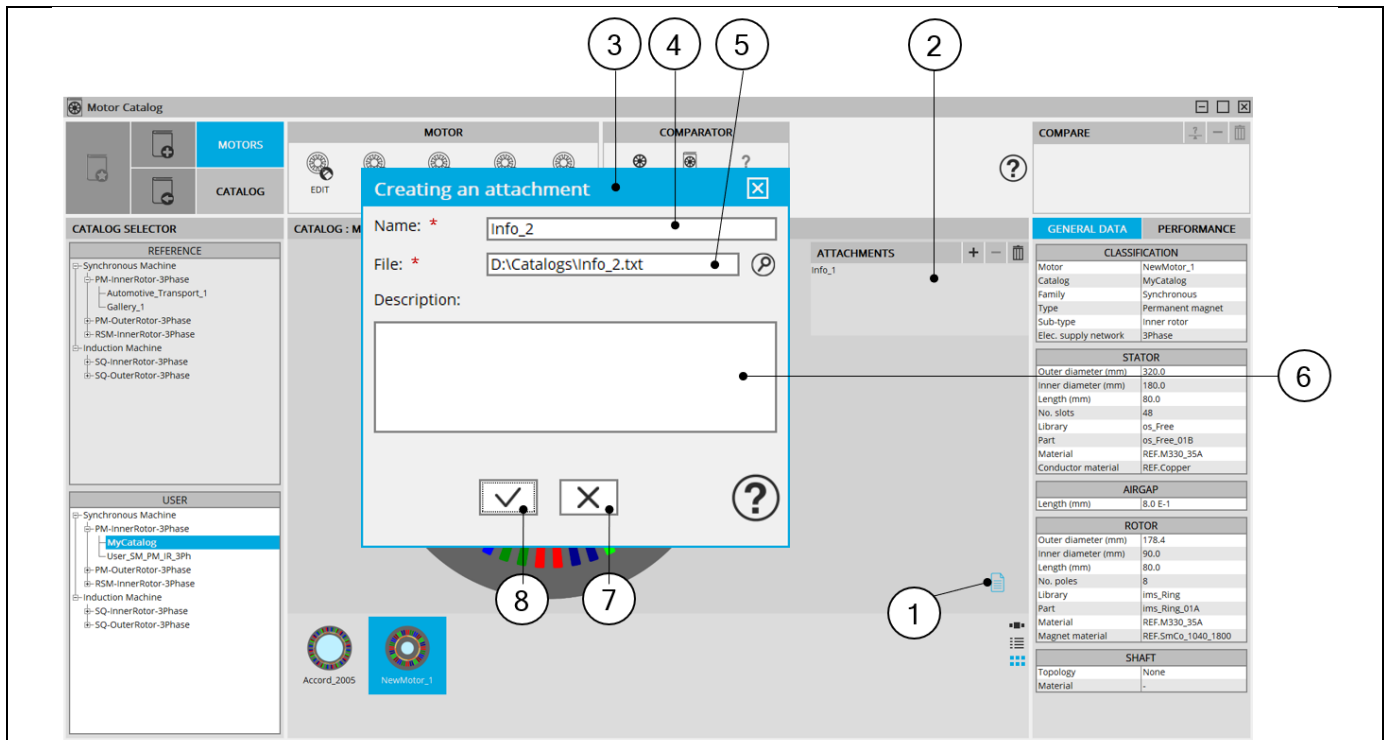 3 4 5 2
Motor Catalog
MOTORS
CATALOG
MOTOR
EDIT
COMPARATOR
?
?
COMPARE
?
CATALOG SELECTOR
REFERENCE
Synchronous Machine
PM-InnerRotor-3Phase
Automotive_Transport_1
Gallery_1
PM-OuterRotor-3Phase
RSM-InnerRotor-3Phase
Induction Machine
SQ-InnerRotor-3Phase
SQ-OuterRotor-3Phase
USER
Synchronous Machine
PM-InnerRotor-3Phase
MyCatalog
User_SM_PM_IR_3Ph
PM-OuterRotor-3Phase
RSM-InnerRotor-3Phase
Induction Machine
SQ-InnerRotor-3Phase
SQ-OuterRotor-3Phase
CATALOG : M
Creating an attachment
Name: * Info_2
File: * D:\Catalogs\Info_2.txt
Description:
?
8 7
ATTACHMENTS + −
Info_1
6
1
Accord_2005
NewMotor_1
GENERAL DATA PERFORMANCE
CLASSIFICATION
Motor NewMotor_1
Catalog MyCatalog
Family Synchronous
Type Permanent magnet
Sub-type Inner rotor
Elec. supply network 3Phase
STATOR
Outer diameter (mm) 320.0
Inner diameter (mm) 180.0
Length (mm) 80.0
No. slots 48
Library os_Free
Part os_Free_01B
Material REF.M330_35A
Conductor material REF.Copper
AIRGAP
Length (mm) 8.0 E-1
ROTOR
Outer diameter (mm) 178.4
Inner diameter (mm) 90.0
Length (mm) 80.0
No. poles 8
Library ims_Ring
Part ims_Ring_01A
Material REF.M330_35A
Magnet material REF.SmCo_1040_1800
SHAFT
Topology None
Material -